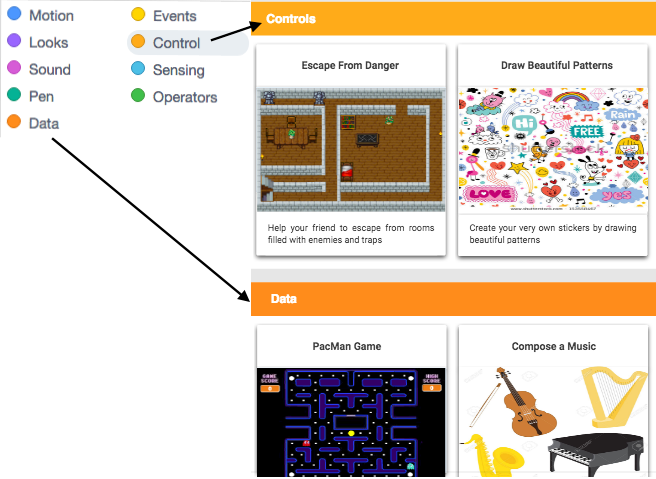 Motion
Looks
Sound
Pen
Data
Events
Control
Sensing
Operators
Controls
Escape From Danger
Help your friend to escape from rooms
filled with enemies and traps
Draw Beautiful Patterns
Hi
FREE
Rain
LOVE
yes
shutterstock
Create your very own stickers by drawing
beautiful patterns
Data
PacMan Game
GAME
SCORE
0
HIGH
SCORE
0
Compose a Music